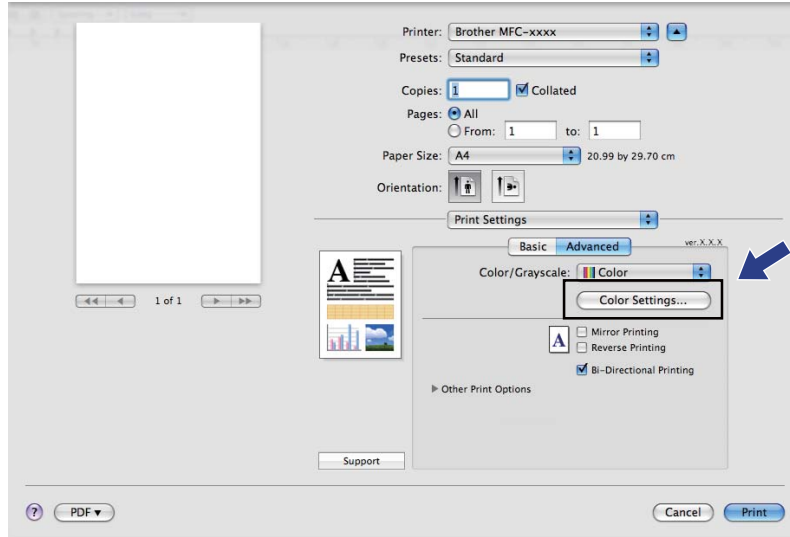 Printer: Brother MFC-xxxx
Presets: Standard
Copies: 1 Collated
Pages: All
From: 1 to: 1
Paper Size: A4 20.99 by 29.70 cm
Orientation:
Print Settings
Basic Advanced ver.X.X.X
Color/Grayscale: Color
Color Settings...
A
1 of 1
Mirror Printing
A
Reverse Printing
Bi-Directional Printing
Other Print Options
Support
? PDF Cancel Print